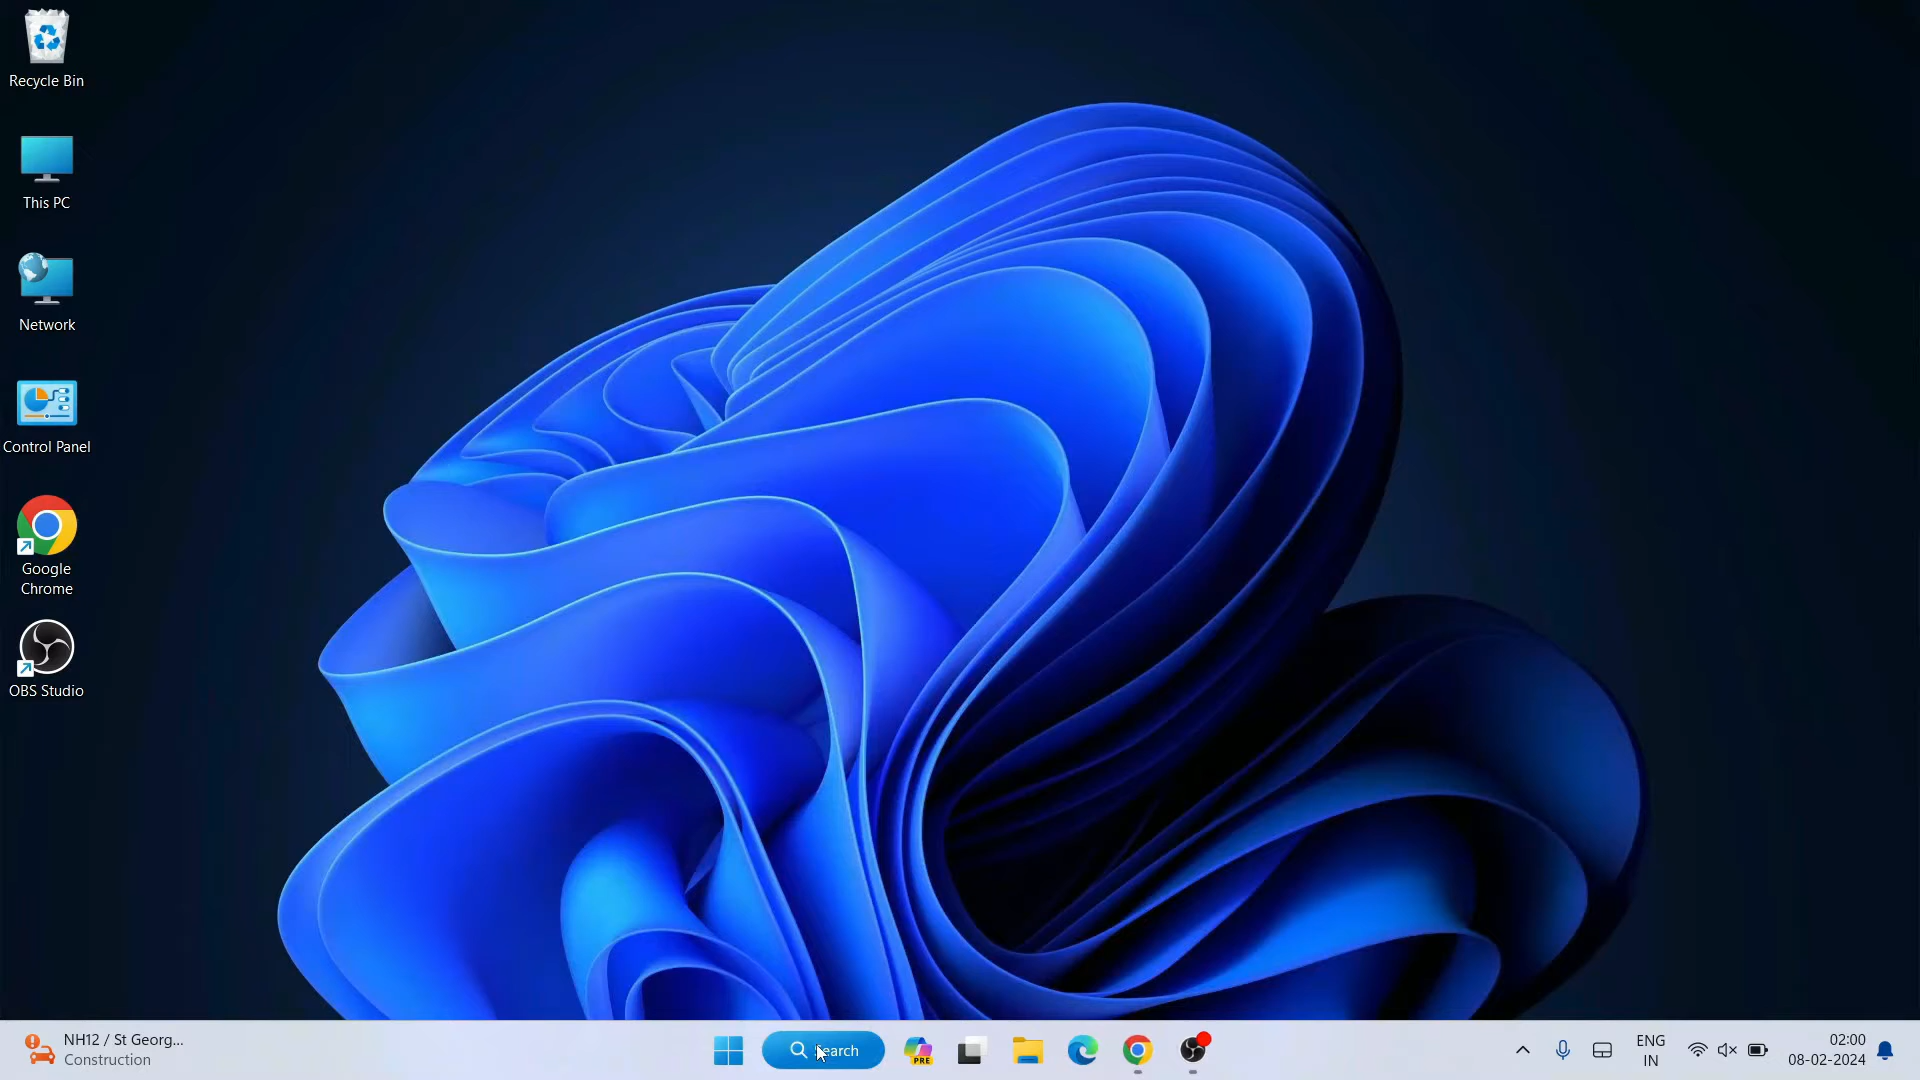 Recycle Bin
This PC
Network
Control Panel
Google
Chrome
OBS Studio
NH12 / St Georg...
Construction
Search
PRE
ENG
IN
02:00
08-02-2024